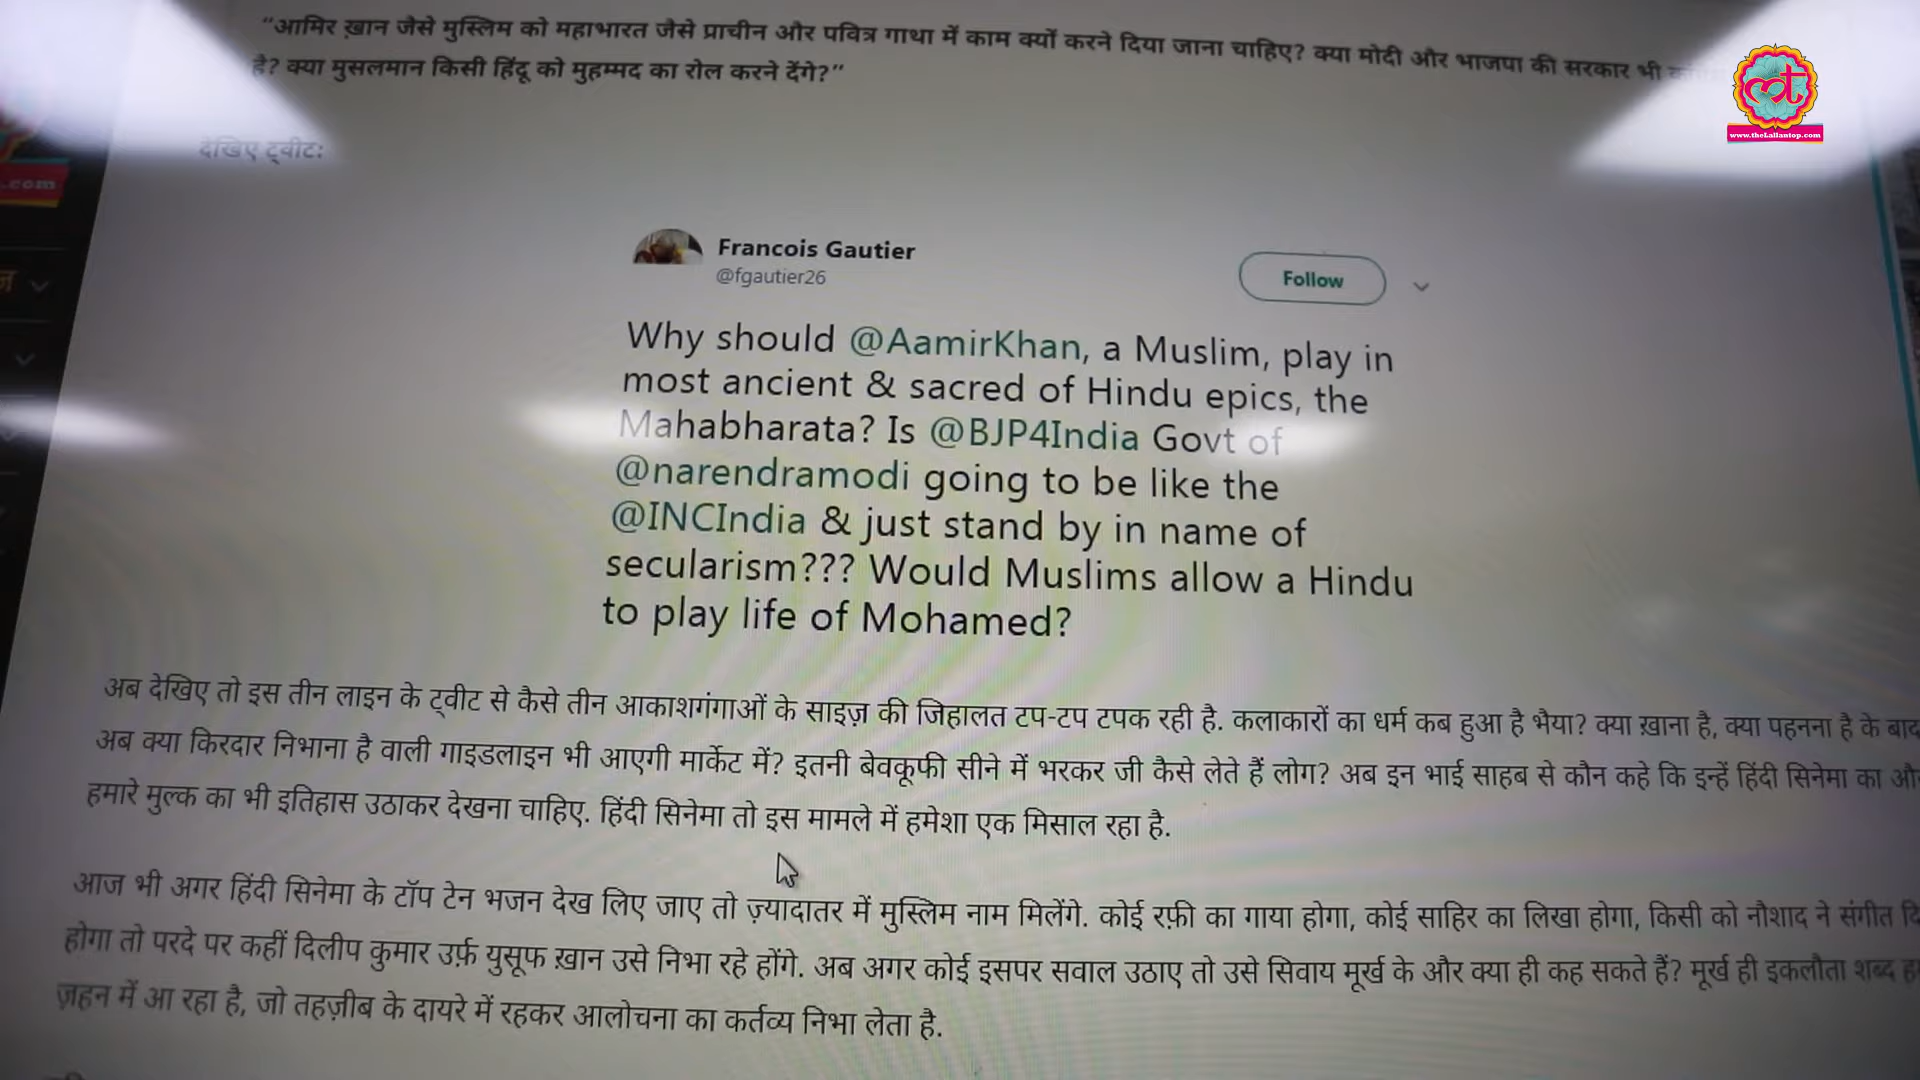 “आमिर ख़ान जैसे मुस्लिम को महाभारत जैसे प्राचीन और पवित्र गाथा में काम क्यों करने दिया जाना चाहिए? क्या मोदी और भाजपा की सरकार भी
है? क्या मुसलमान किसी हिंदू को मुहम्मद का रोल करने देंगे?”
www.theLallantop.com
देखिए ट्वीट:
.com
Francois Gautier
@fgautier26
Follow
Why should @AamirKhan, a Muslim, play in
most ancient & sacred of Hindu epics, the
Mahabharata? Is @BJP4India Govt of
@narendramodi going to be like the
@INCIndia & just stand by in name of
secularism??? Would Muslims allow a Hindu
to play life of Mohamed?
अब देखिए तो इस तीन लाइन के ट्वीट से कैसे तीन आकाशगंगाओं के साइज़ की जिहालत टप-टप टपक रही है. कलाकारों का धर्म कब हुआ है भैया? क्या ख़ाना है, क्या पहनना है के बाद
अब क्या किरदार निभाना है वाली गाइडलाइन भी आएगी मार्केट में? इतनी बेवकूफी सीने में भरकर जी कैसे लेते हैं लोग? अब इन भाई साहब से कौन कहे कि इन्हें हिंदी सिनेमा का
हमारे मुल्क का भी इतिहास उठाकर देखना चाहिए. हिंदी सिनेमा तो इस मामले में हमेशा एक मिसाल रहा है.
आज भी अगर हिंदी सिनेमा के टॉप टेन भजन देख लिए जाए तो ज़्यादातर में मुस्लिम नाम मिलेंगे. कोई रफ़ी का गाया होगा, कोई साहिर का लिखा होगा, किसी को नौशाद ने संगीत
होगा तो परदे पर कहीं दिलीप कुमार उर्फ़ युसूफ ख़ान उसे निभा रहे होंगे. अब अगर कोई इसपर सवाल उठाए तो उसे सिवाय मूर्ख के और क्या ही कह सकते हैं? मूर्ख ही इकलौता शब्द
ज़हन में आ रहा है, जो तहज़ीब के दायरे में रहकर आलोचना का कर्तव्य निभा लेता है.